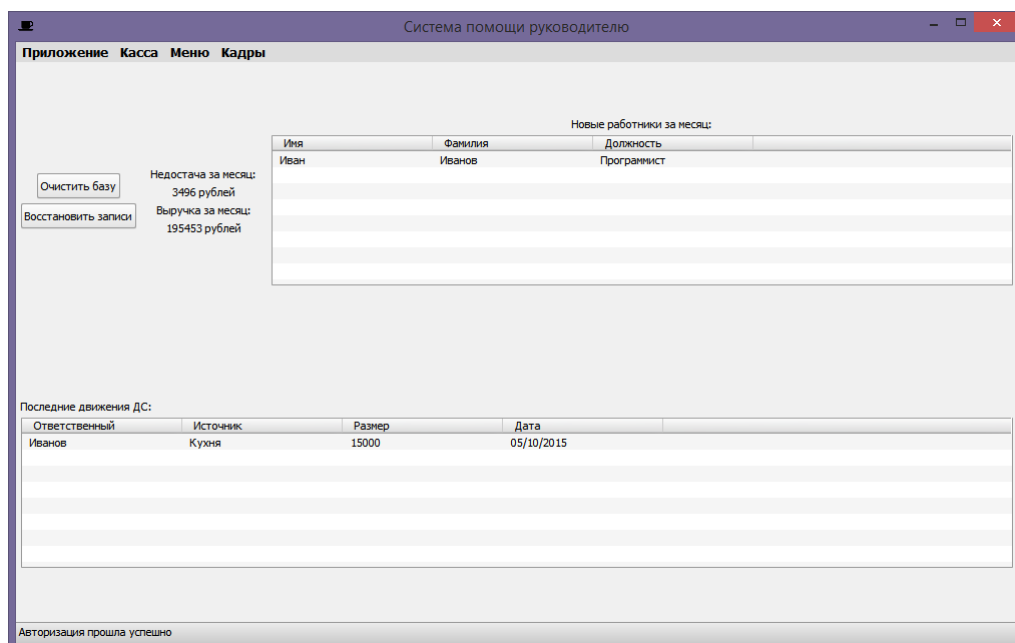 Система помощи руководителю
Приложение Касса Меню Кадры
Новые работники за месяц:
Имя Фамилия Должность
Иван Иванов Программист
Очистить базу
Восстановить записи
Недостача за месяц:
3496 рублей
Выручка за месяц:
195453 рублей
Последние движения ДС:
Ответственный Источник Размер Дата
Иванов Кухня 15000 05/10/2015
Авторизация прошла успешно